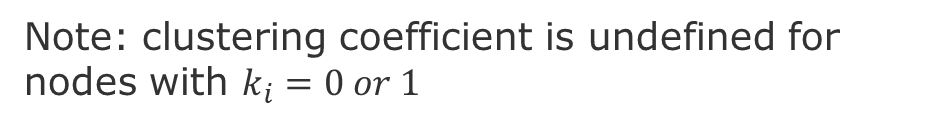 Note: clustering coefficient is undefined for
nodes with kᵢ = 0 or 1